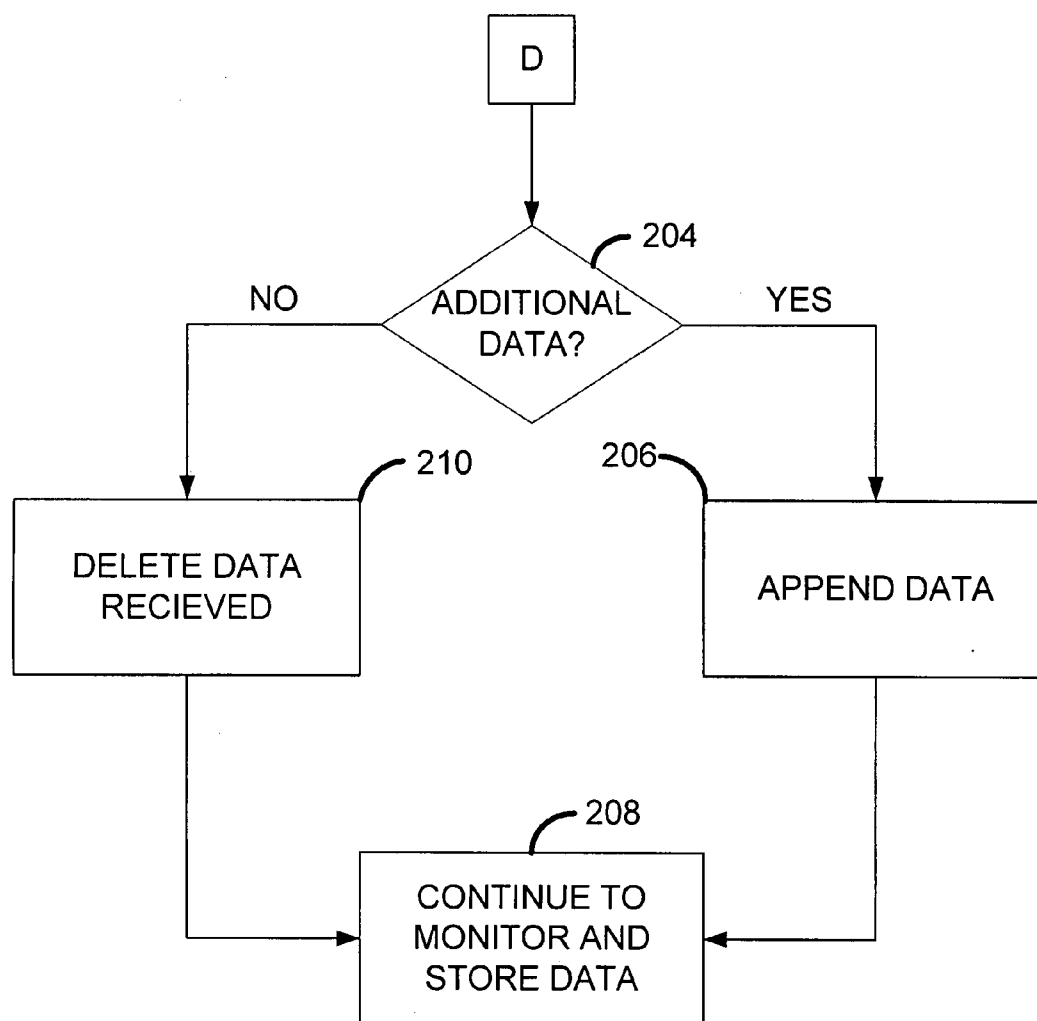 D
204
ADDITIONAL
DATA?
NO
YES
210
206
DELETE DATA
RECIEVED
APPEND DATA
208
CONTINUE TO
MONITOR AND
STORE DATA